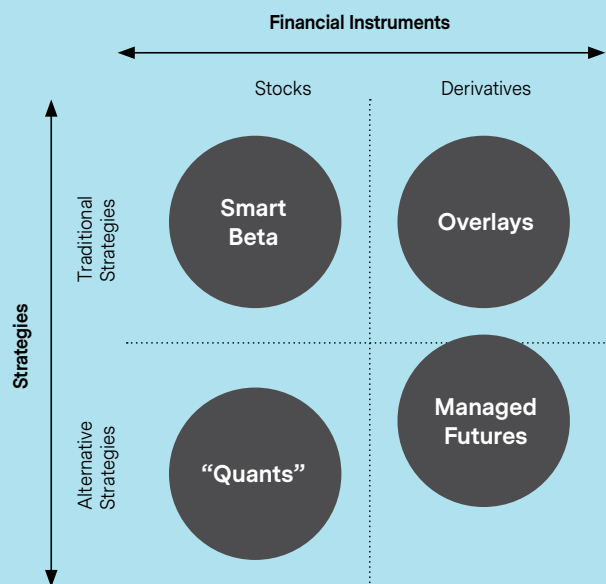 Financial Instruments
Stocks
Derivatives
Strategies
Traditional
Strategies
Smart
Beta
Overlays
Alternative
Strategies
“Quants”
Managed
Futures